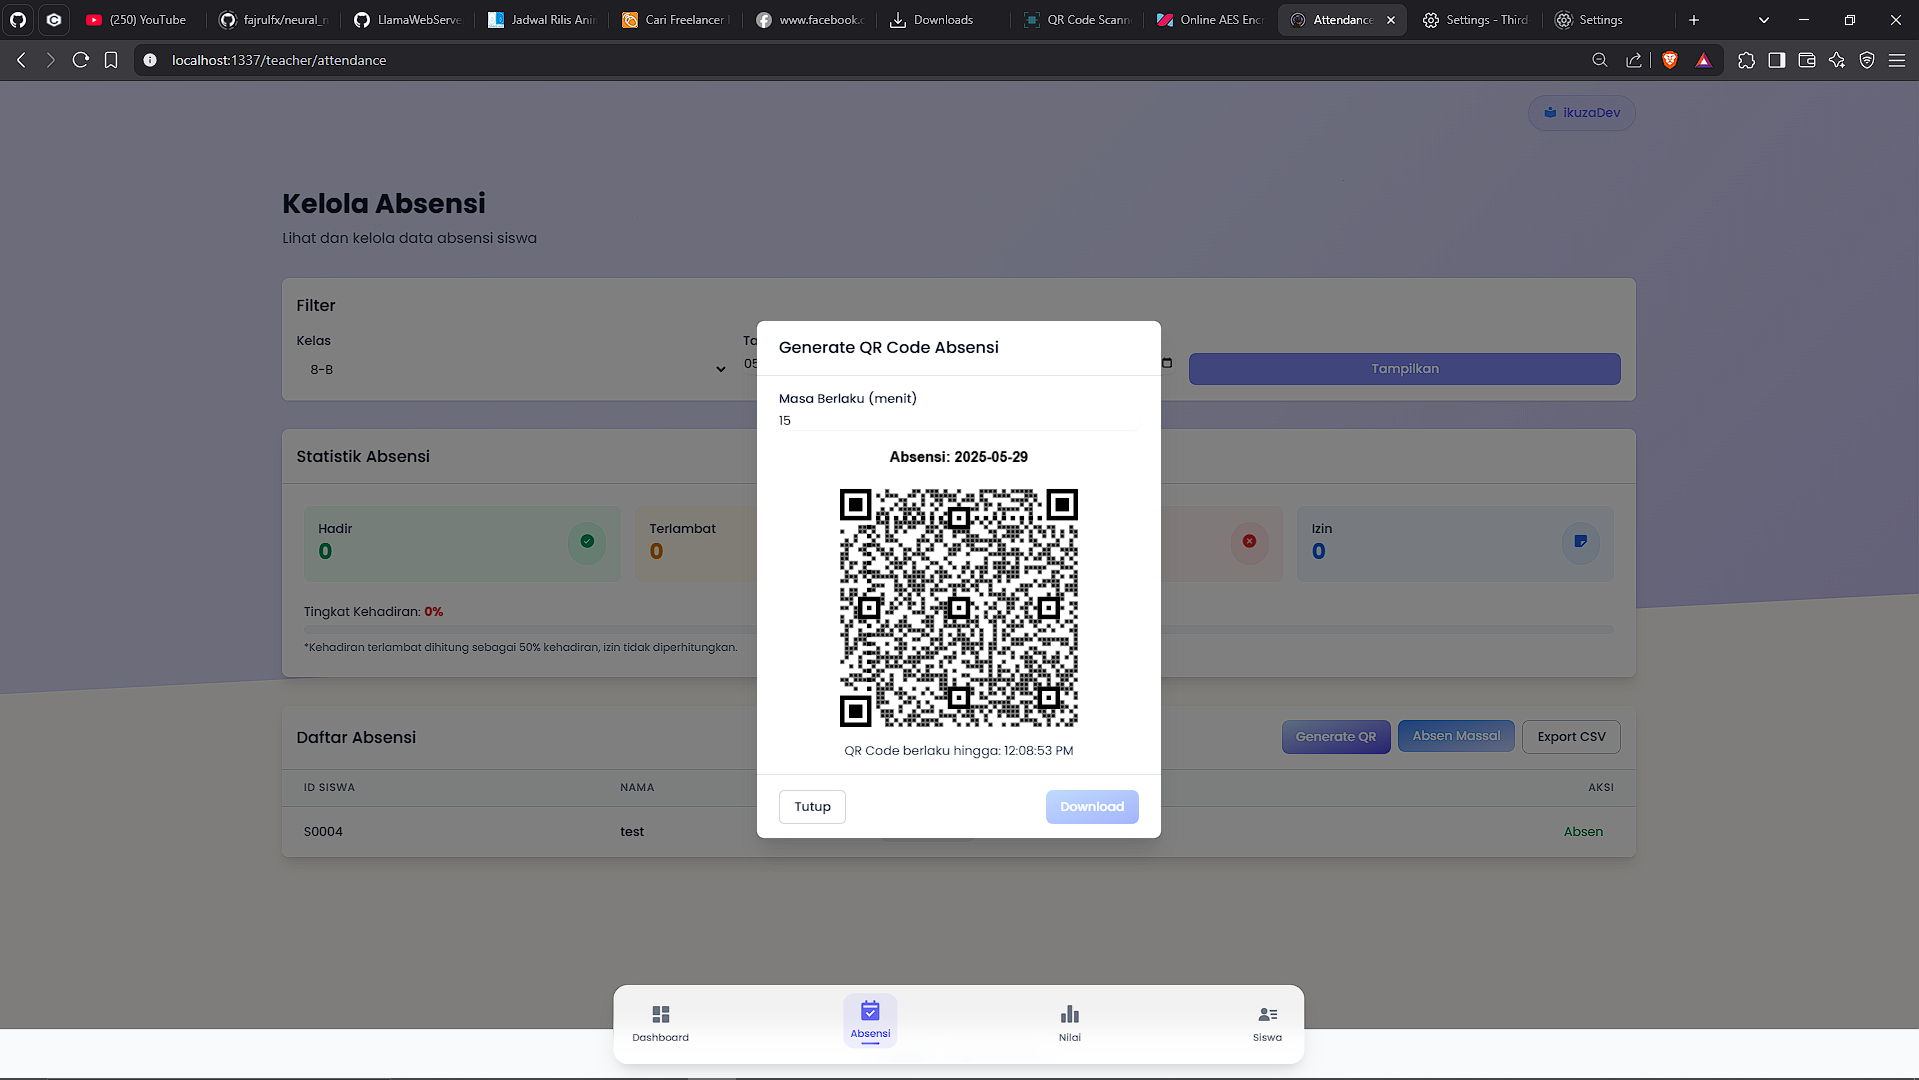 (250) YouTube
fajrulfx/neural_n
LlamaWebServe
Jadwal Rilis Anim
Cari Freelancer
www.facebook.c
Downloads
QR Code Scann
Online AES Encr
Attendance
Settings - Third
Settings
localhost:1337/teacher/attendance
ikuzaDev
Kelola Absensi
Lihat dan kelola data absensi siswa
Filter
Kelas
Ta
8-B
05
Tampilkan
Generate QR Code Absensi
Masa Berlaku (menit)
15
Absensi: 2025-05-29
QR Code berlaku hingga: 12:08:53 PM
Tutup
Download
Statistik Absensi
Hadir
0
Terlambat
0
Izin
0
Tingkat Kehadiran: 0%
*Kehadiran terlambat dihitung sebagai 50% kehadiran, izin tidak diperhitungkan.
Daftar Absensi
Generate QR
Absen Massal
Export CSV
ID SISWA
NAMA
AKSI
S0004
test
Absen
Dashboard
Absensi
Nilai
Siswa